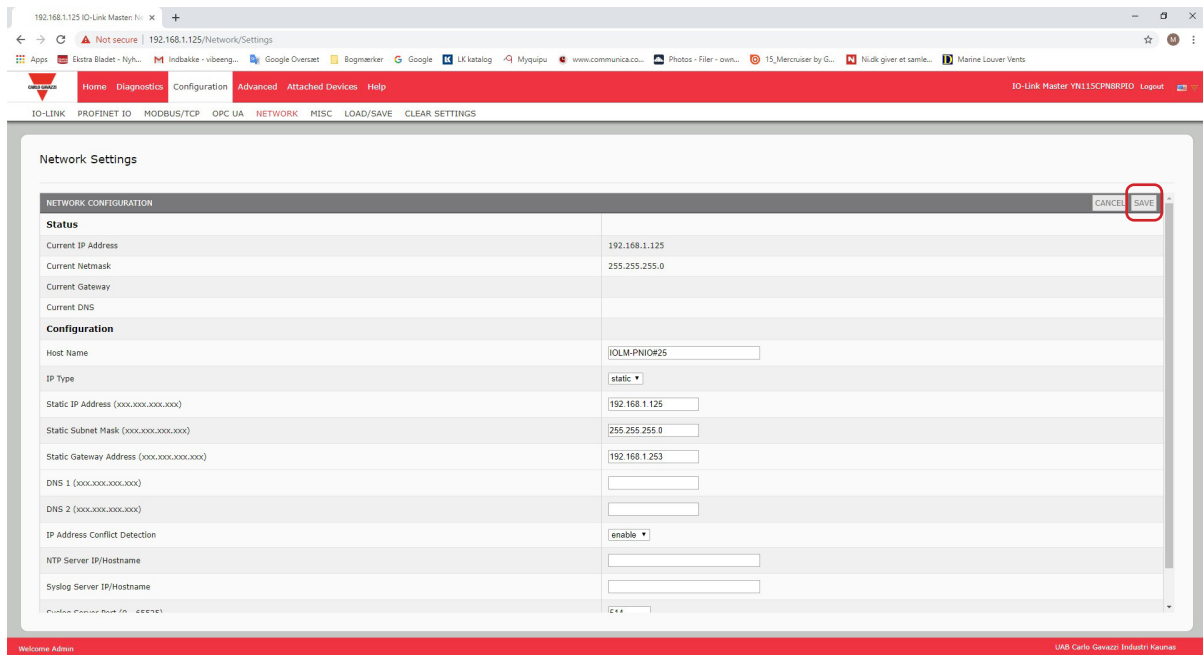 192.168.1.125 IO-Link Master: Ne
Not secure | 192.168.1.125/Network/Settings
Apps Ekstra Bladet - Nyh... Indbakke - vibeeng... Google Oversæt Bogmærker Google LK katalog Myquipu www.communica.co... Photos - Filer - own... 15_Mercruiser by G... Ni.dk giver et samle... Marine Louver Vents
CARLO GAVAZZI Home Diagnostics Configuration Advanced Attached Devices Help IO-Link Master YN115CPN8RPIO Logout
IO-LINK PROFINET IO MODBUS/TCP OPC UA NETWORK MISC LOAD/SAVE CLEAR SETTINGS
Network Settings
NETWORK CONFIGURATION CANCEL SAVE
Status
Current IP Address 192.168.1.125
Current Netmask 255.255.255.0
Current Gateway
Current DNS
Configuration
Host Name IOLM-PNIO#25
IP Type static
Static IP Address (xxx.xxx.xxx.xxx) 192.168.1.125
Static Subnet Mask (xxx.xxx.xxx.xxx) 255.255.255.0
Static Gateway Address (xxx.xxx.xxx.xxx) 192.168.1.253
DNS 1 (xxx.xxx.xxx.xxx)
DNS 2 (xxx.xxx.xxx.xxx)
IP Address Conflict Detection enable
NTP Server IP/Hostname
Syslog Server IP/Hostname
Syslog Server Port (0 - 65535) 514
Welcome Admin UAB Carlo Gavazzi Industri Kaunas